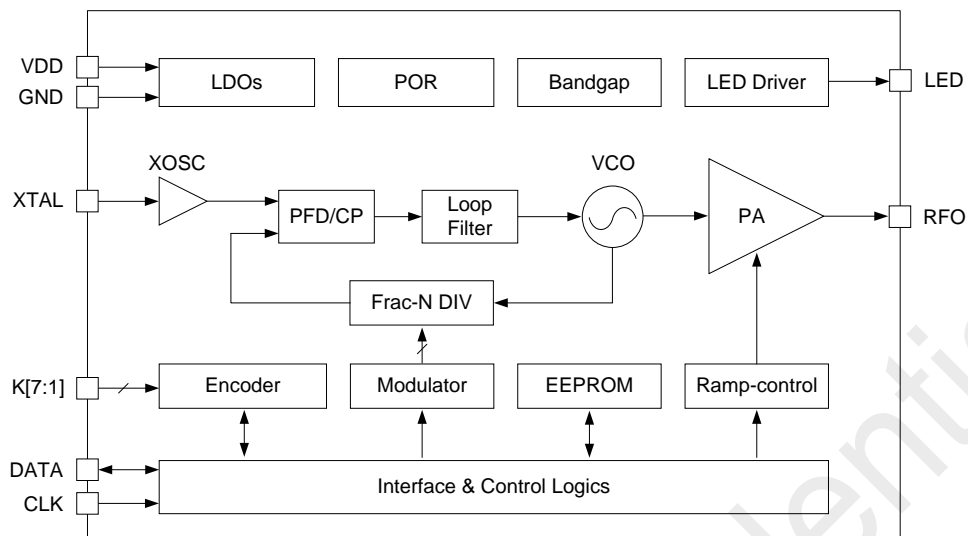 VDD
GND
LDOs
POR
Bandgap
LED Driver
LED
XTAL
XOSC
PFD/CP
Loop
Filter
VCO
PA
RFO
Frac-N DIV
K[7:1]
Encoder
Modulator
EEPROM
Ramp-control
DATA
CLK
Interface & Control Logics